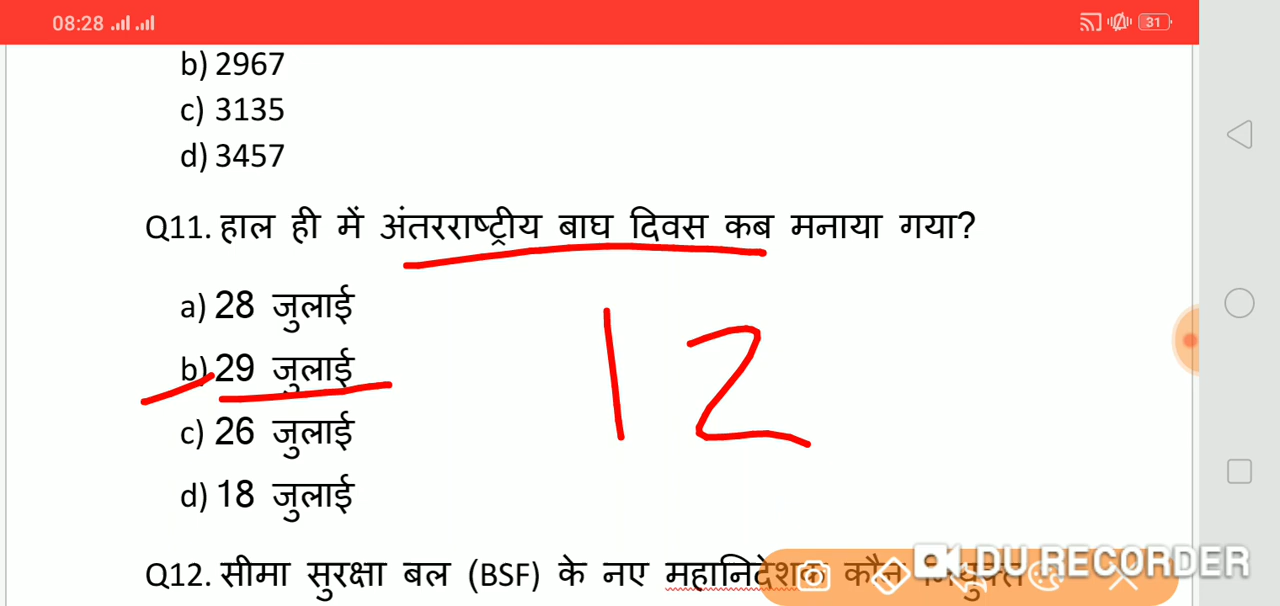 08:28 31
b) 2967
c) 3135
d) 3457
Q11. हाल ही में अंतरराष्ट्रीय बाघ दिवस कब मनाया गया?
a) 28 जुलाई
b) 29 जुलाई
12
c) 26 जुलाई
d) 18 जुलाई
Q12. सीमा सुरक्षा बल (BSF) के नए महानिदेशक कौन नियुक्त
DU RECORDER